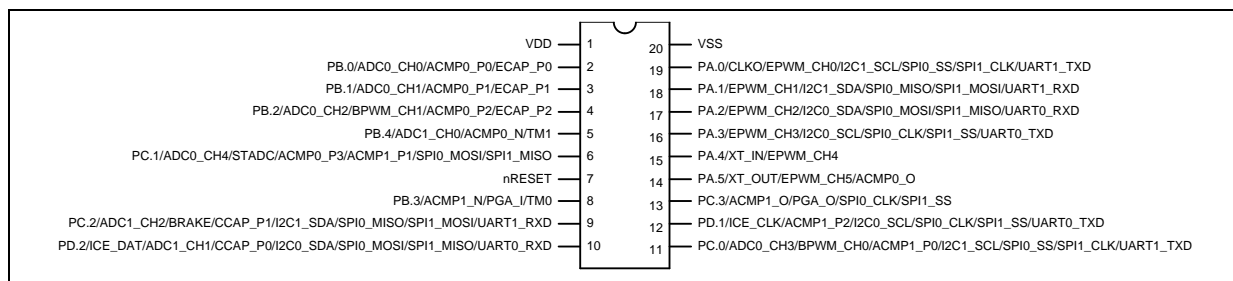 VDD 1 20 VSS
PB.0/ADC0_CH0/ACMP0_P0/ECAP_P0 2 19 PA.0/CLKO/EPWM_CH0/I2C1_SCL/SPI0_SS/SPI1_CLK/UART1_TXD
PB.1/ADC0_CH1/ACMP0_P1/ECAP_P1 3 18 PA.1/EPWM_CH1/I2C1_SDA/SPI0_MISO/SPI1_MOSI/UART1_RXD
PB.2/ADC0_CH2/BPWM_CH1/ACMP0_P2/ECAP_P2 4 17 PA.2/EPWM_CH2/I2C0_SDA/SPI0_MOSI/SPI1_MISO/UART0_RXD
PB.4/ADC1_CH0/ACMP0_N/TM1 5 16 PA.3/EPWM_CH3/I2C0_SCL/SPI0_CLK/SPI1_SS/UART0_TXD
PC.1/ADC0_CH4/STADC/ACMP0_P3/ACMP1_P1/SPI0_MOSI/SPI1_MISO 6 15 PA.4/XT_IN/EPWM_CH4
nRESET 7 14 PA.5/XT_OUT/EPWM_CH5/ACMP0_O
PB.3/ACMP1_N/PGA_I/TM0 8 13 PC.3/ACMP1_O/PGA_O/SPI0_CLK/SPI1_SS
PC.2/ADC1_CH2/BRAKE/CCAP_P1/I2C1_SDA/SPI0_MISO/SPI1_MOSI/UART1_RXD 9 12 PD.1/ICE_CLK/ACMP1_P2/I2C0_SCL/SPI0_CLK/SPI1_SS/UART0_TXD
PD.2/ICE_DAT/ADC1_CH1/CCAP_P0/I2C0_SDA/SPI0_MOSI/SPI1_MISO/UART0_RXD 10 11 PC.0/ADC0_CH3/BPWM_CH0/ACMP1_P0/I2C1_SCL/SPI0_SS/SPI1_CLK/UART1_TXD